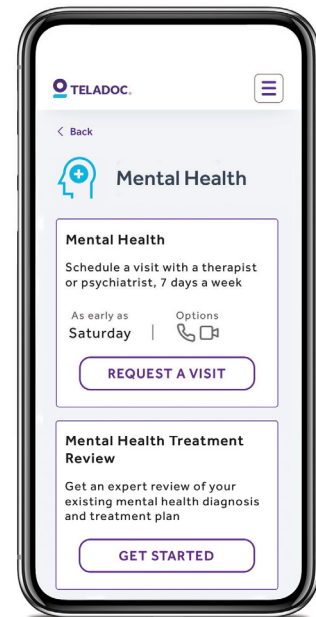 TELADOC.
< Back
Mental Health
Mental Health
Schedule a visit with a therapist
or psychiatrist, 7 days a week
As early as Options
Saturday |
REQUEST A VISIT
Mental Health Treatment
Review
Get an expert review of your
existing mental health diagnosis
and treatment plan
GET STARTED